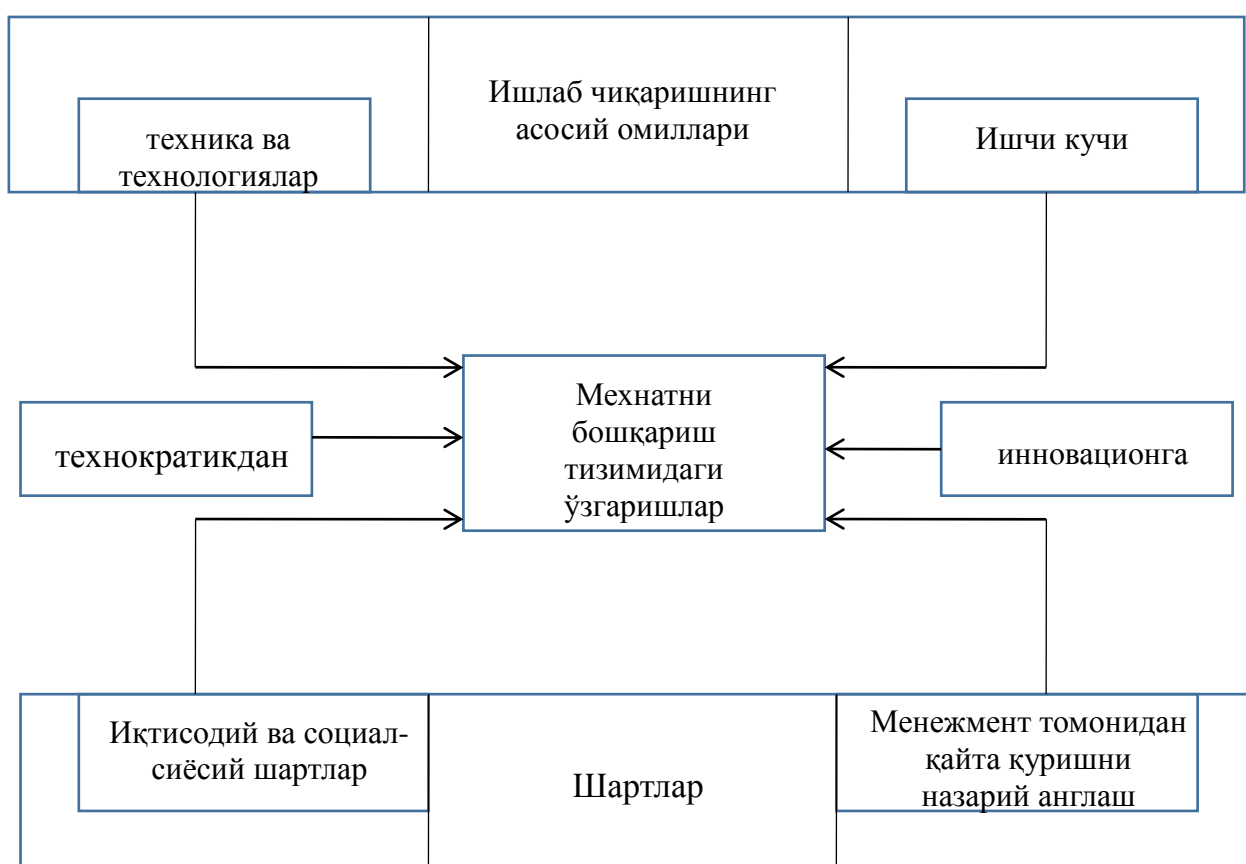 техника ва
технологиялар
Ишлаб чиқаришнинг
асосий омиллари
Ишчи кучи
технократикдан
Мехнатни
бошқариш
тизимидаги
ўзгаришлар
инновационга
Иқтисодий ва социал-
сиёсий шартлар
Шартлар
Менежмент томонидан
қайта қуришни
назарий англаш